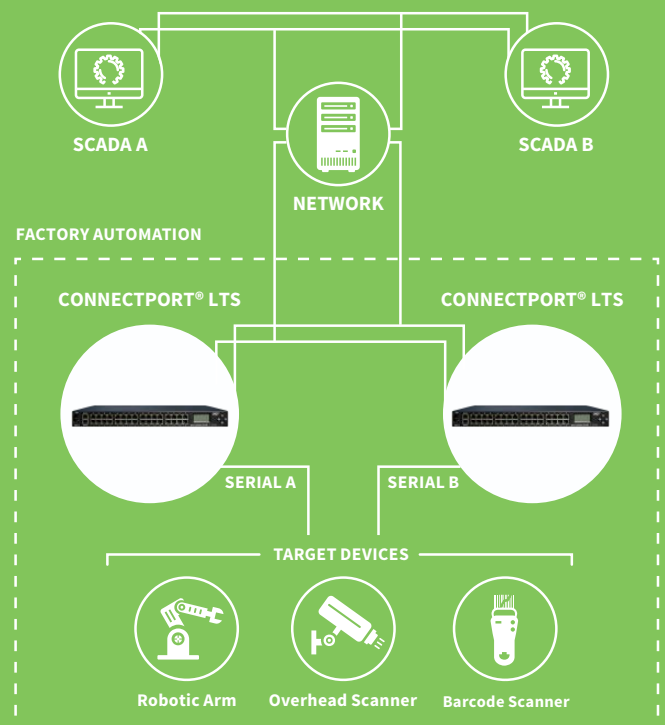 SCADA A
SCADA B
NETWORK
FACTORY AUTOMATION
CONNECTPORT® LTS
CONNECTPORT® LTS
SERIAL A
SERIAL B
TARGET DEVICES
Robotic Arm
Overhead Scanner
Barcode Scanner